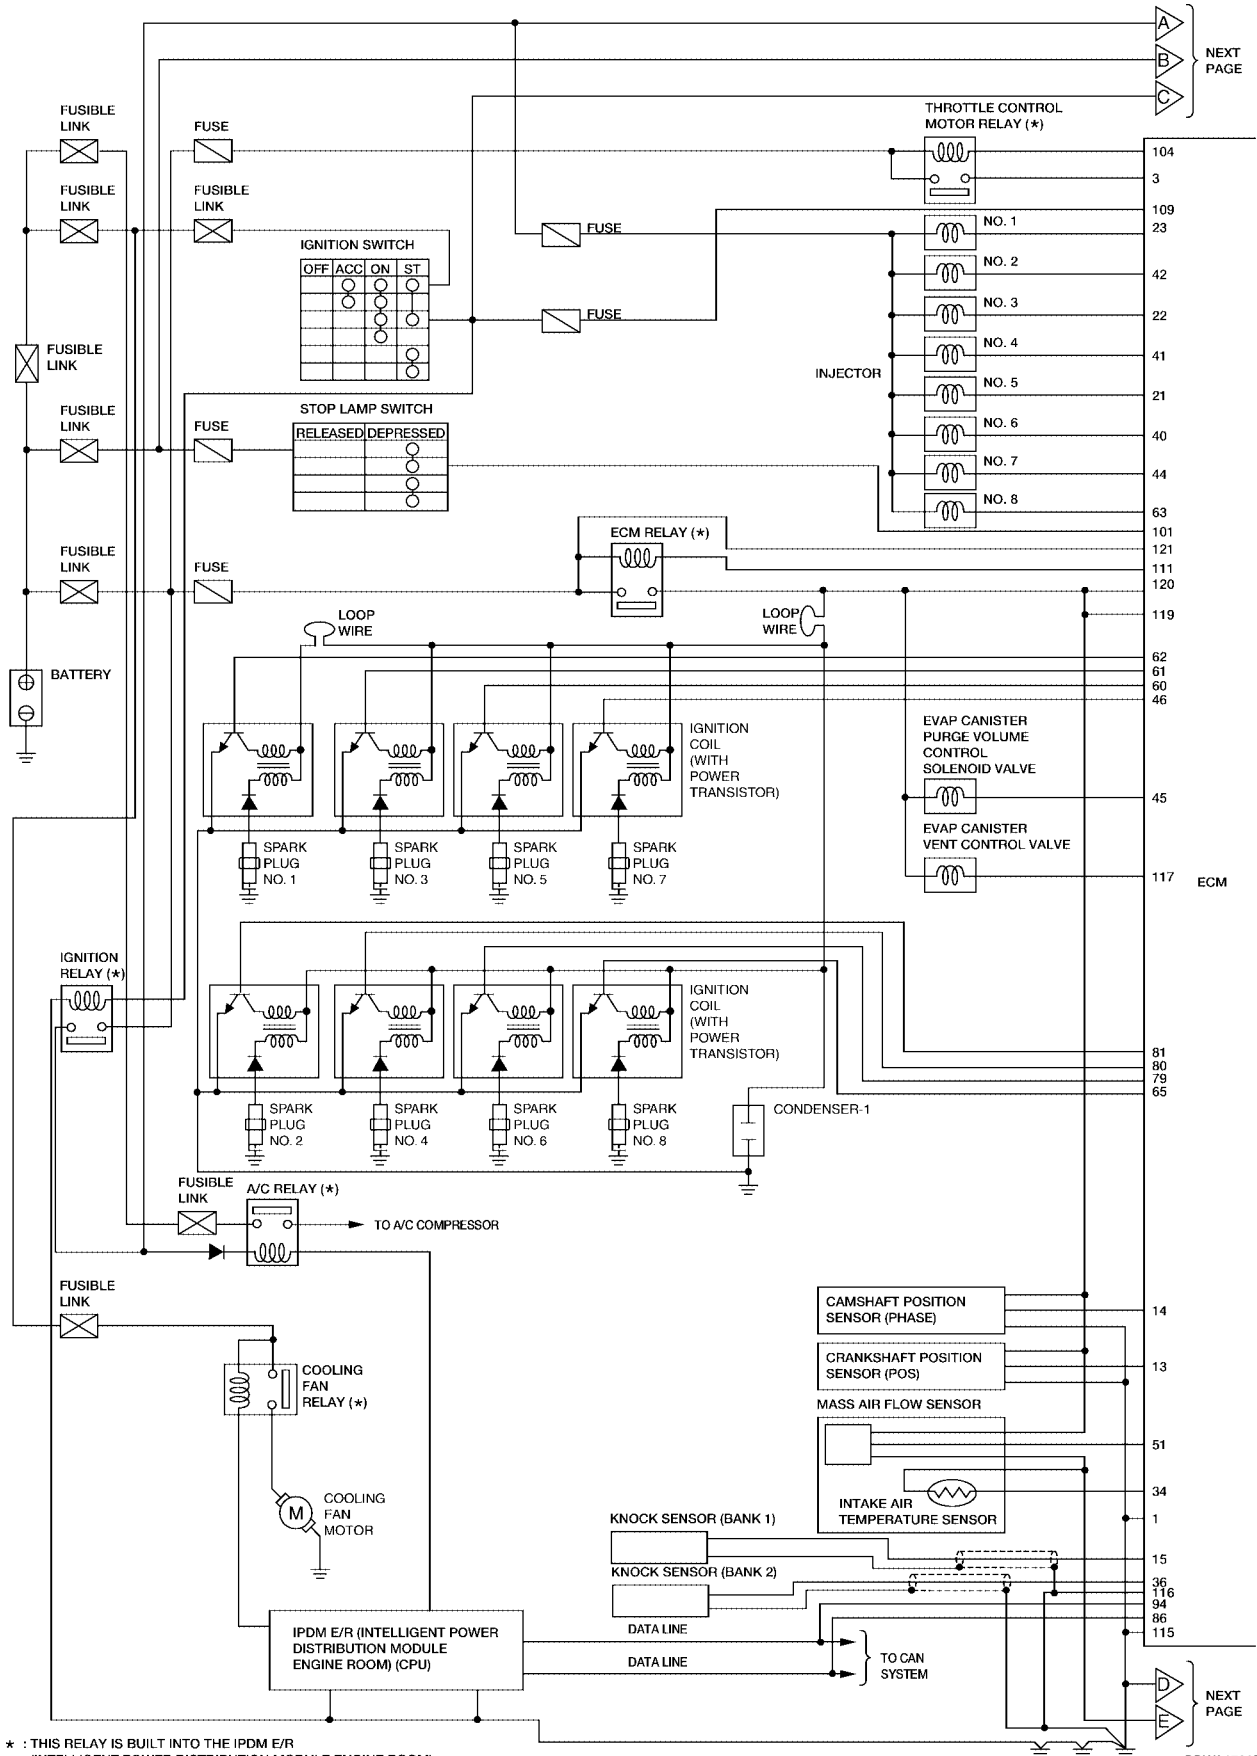 A
B
C
NEXT
PAGE
FUSIBLE
LINK
FUSE
THROTTLE CONTROL
MOTOR RELAY (*)
104
3
FUSIBLE
LINK
FUSIBLE
LINK
109
FUSE
NO. 1
23
IGNITION SWITCH
OFF ACC ON ST
NO. 2
42
FUSE
NO. 3
22
FUSIBLE
LINK
NO. 4
41
INJECTOR
NO. 5
21
FUSIBLE
LINK
FUSE
STOP LAMP SWITCH
RELEASED DEPRESSED
NO. 6
40
NO. 7
44
NO. 8
63
101
ECM RELAY (*)
121
111
120
119
FUSIBLE
LINK
FUSE
LOOP
WIRE
LOOP
WIRE
62
61
60
46
BATTERY
IGNITION
COIL
(WITH
POWER
TRANSISTOR)
EVAP CANISTER
PURGE VOLUME
CONTROL
SOLENOID VALVE
45
EVAP CANISTER
VENT CONTROL VALVE
117
ECM
SPARK
PLUG
NO. 1
SPARK
PLUG
NO. 3
SPARK
PLUG
NO. 5
SPARK
PLUG
NO. 7
IGNITION
RELAY (*)
IGNITION
COIL
(WITH
POWER
TRANSISTOR)
81
80
79
65
SPARK
PLUG
NO. 2
SPARK
PLUG
NO. 4
SPARK
PLUG
NO. 6
SPARK
PLUG
NO. 8
CONDENSER-1
FUSIBLE
LINK
A/C RELAY (*)
TO A/C COMPRESSOR
FUSIBLE
LINK
CAMSHAFT POSITION
SENSOR (PHASE)
14
CRANKSHAFT POSITION
SENSOR (POS)
13
COOLING
FAN
RELAY (*)
MASS AIR FLOW SENSOR
51
34
INTAKE AIR
TEMPERATURE SENSOR
1
M
COOLING
FAN
MOTOR
KNOCK SENSOR (BANK 1)
15
KNOCK SENSOR (BANK 2)
36
116
94
86
115
IPDM E/R (INTELLIGENT POWER
DISTRIBUTION MODULE
ENGINE ROOM) (CPU)
DATA LINE
DATA LINE
TO CAN
SYSTEM
D
E
NEXT
PAGE
* : THIS RELAY IS BUILT INTO THE IPDM E/R
(INTELLIGENT POWER DISTRIBUTION MODULE ENGINE ROOM)